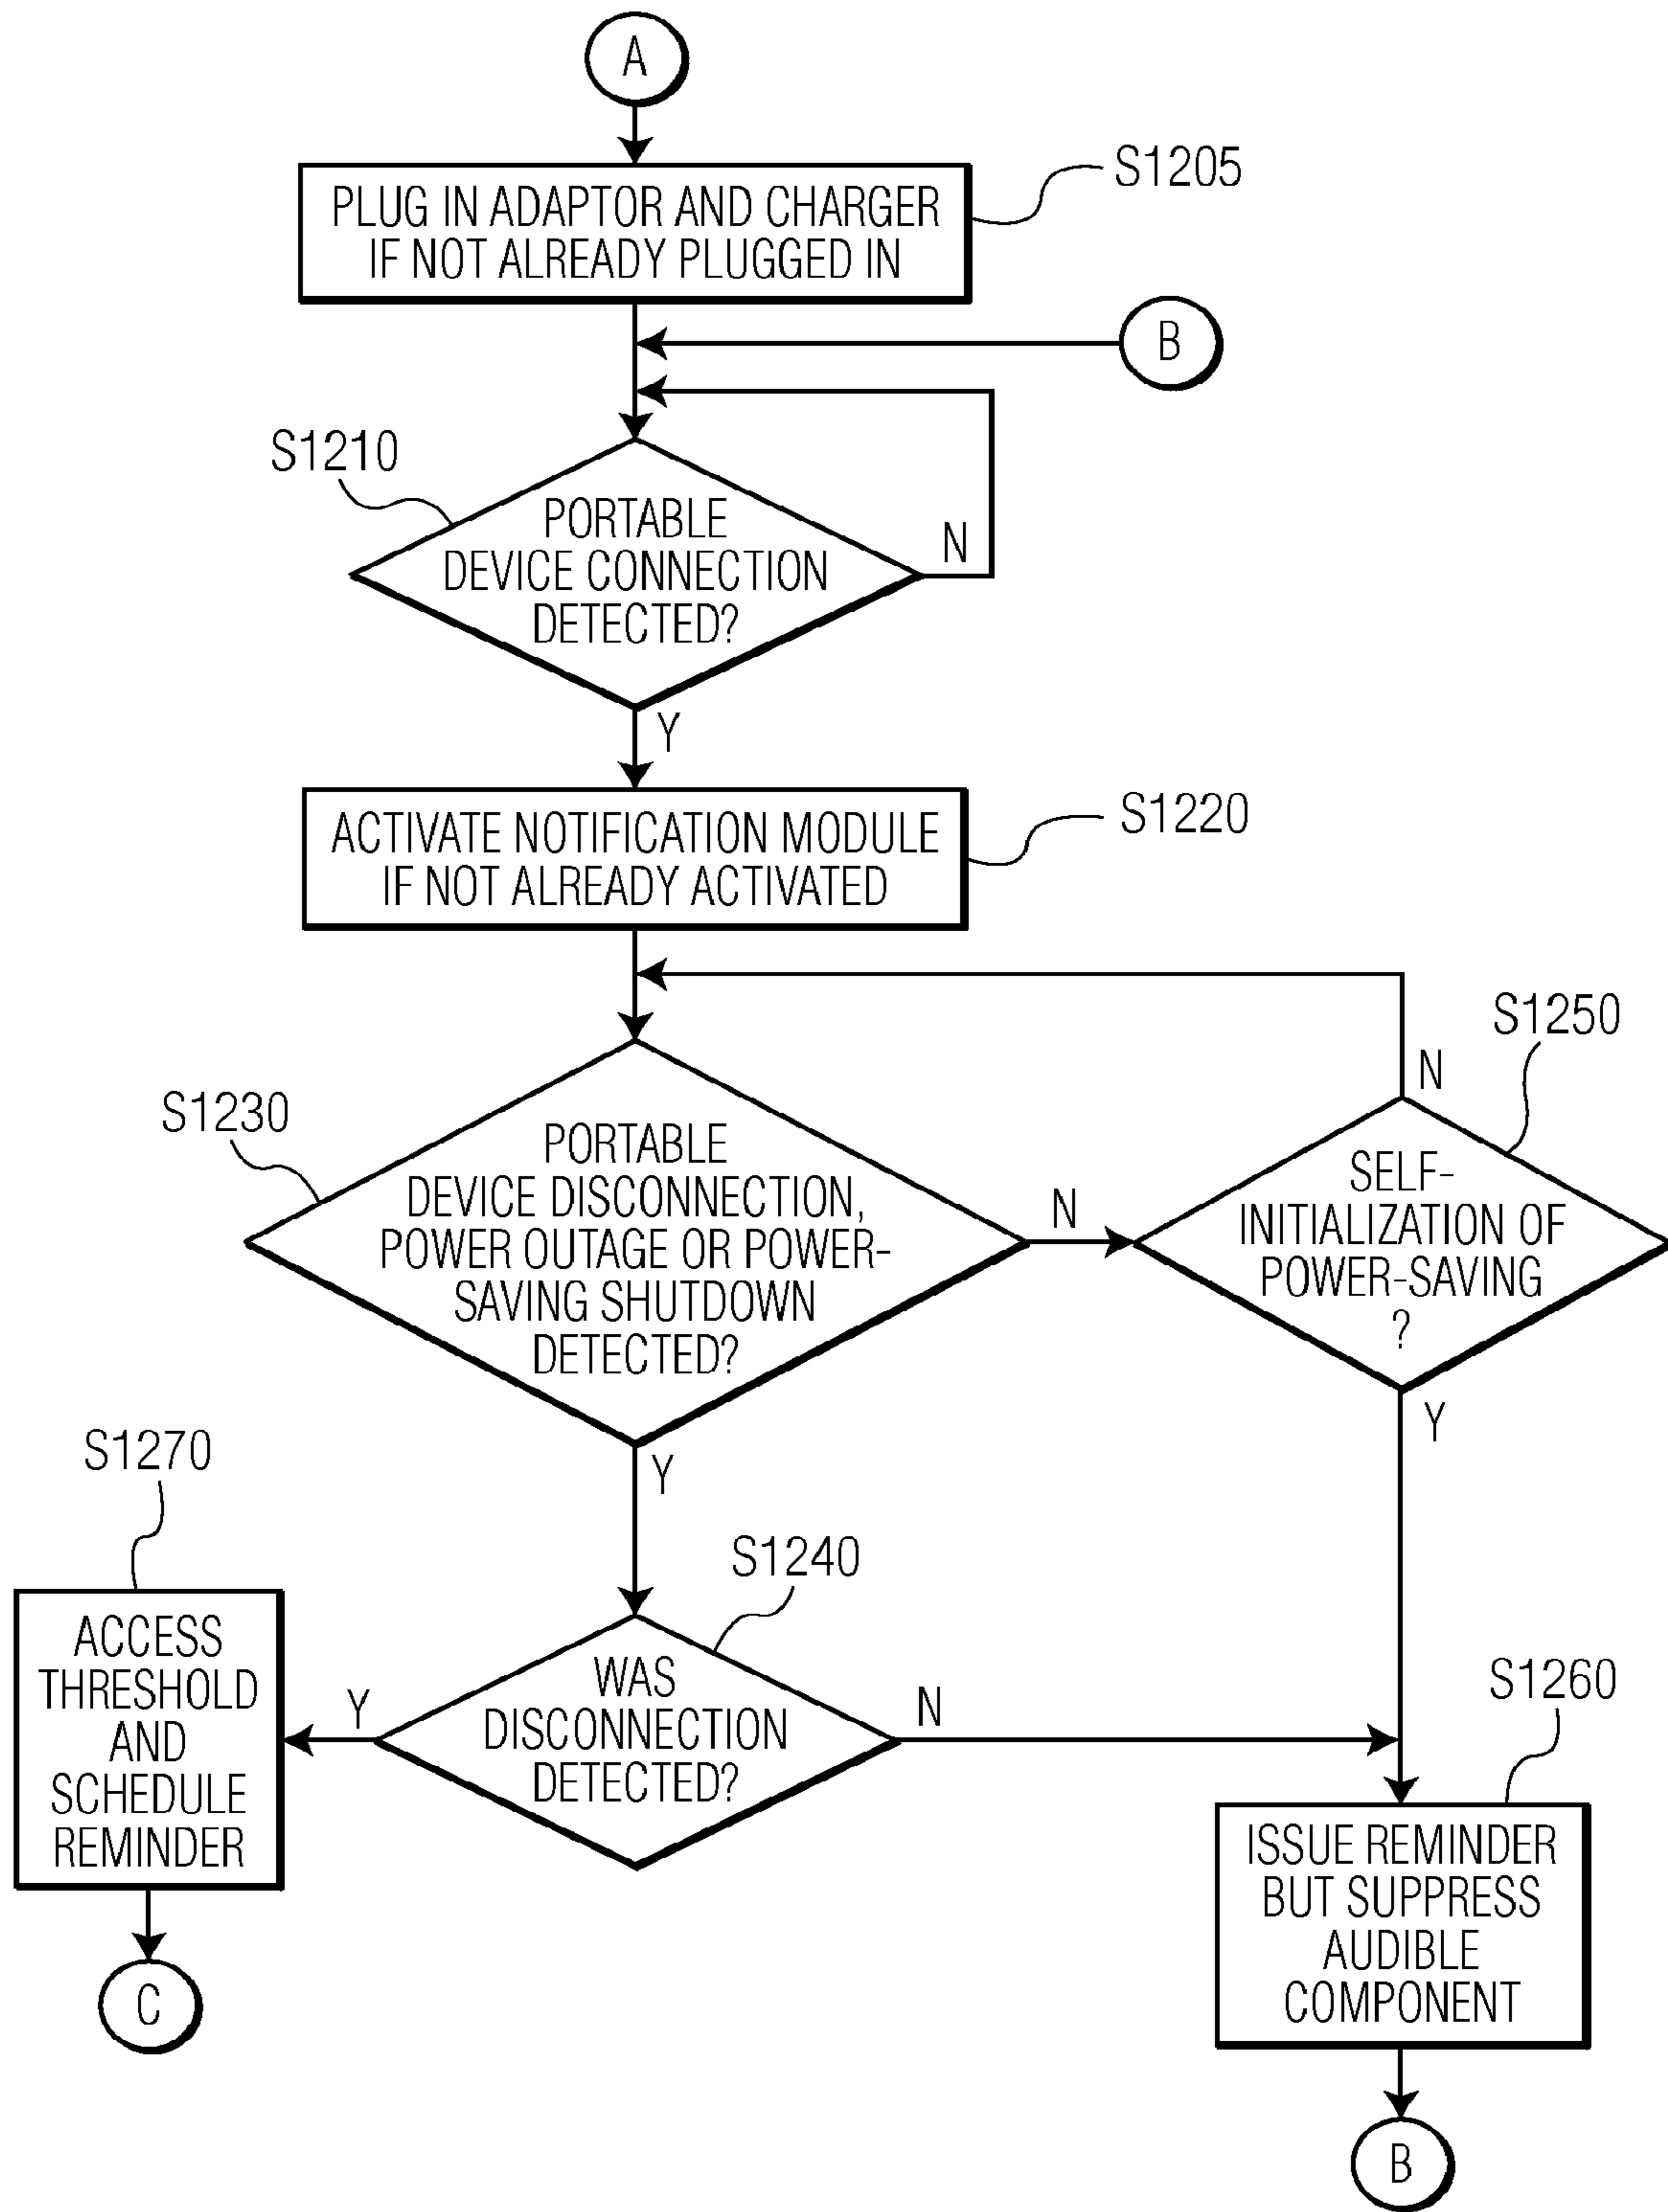 A
PLUG IN ADAPTOR AND CHARGER
IF NOT ALREADY PLUGGED IN
S1205
B
S1210
PORTABLE
DEVICE CONNECTION
DETECTED?
N
Y
ACTIVATE NOTIFICATION MODULE
IF NOT ALREADY ACTIVATED
S1220
S1230
PORTABLE
DEVICE DISCONNECTION,
POWER OUTAGE OR POWER-
SAVING SHUTDOWN
DETECTED?
N
Y
S1250
N
SELF-
INITIALIZATION OF
POWER-SAVING
?
Y
S1240
WAS
DISCONNECTION
DETECTED?
Y
N
S1270
ACCESS
THRESHOLD
AND
SCHEDULE
REMINDER
C
S1260
ISSUE REMINDER
BUT SUPPRESS
AUDIBLE
COMPONENT
B